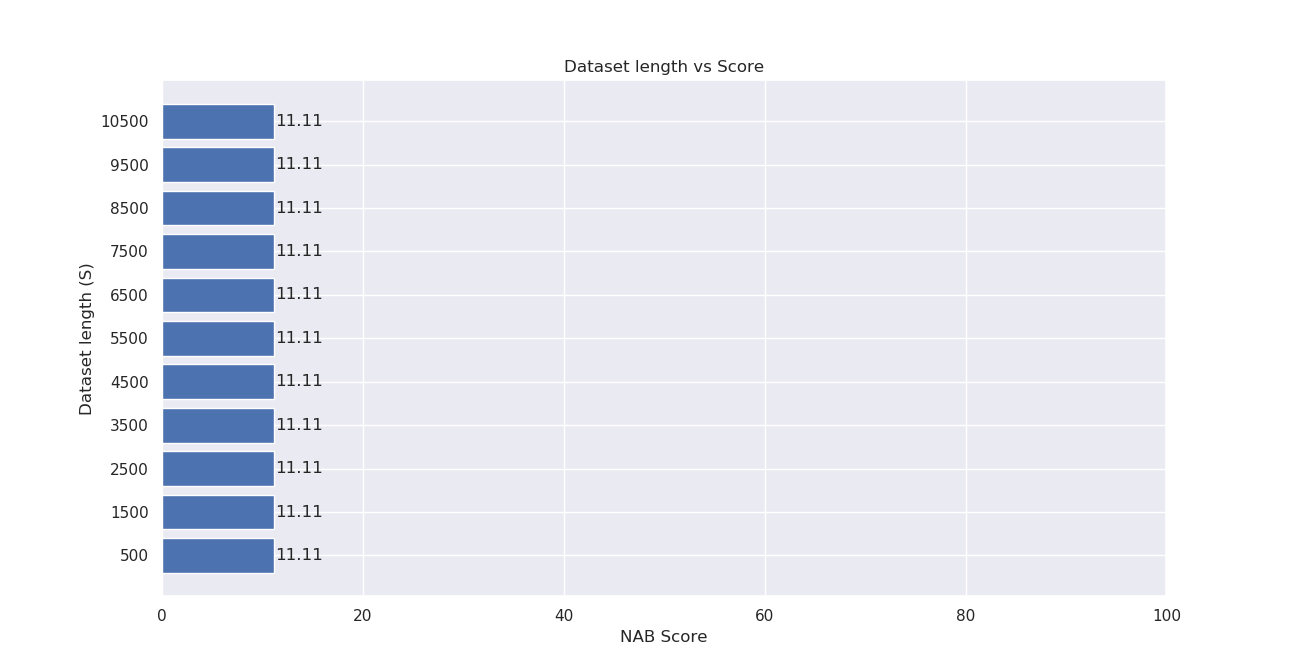 Dataset length vs Score
Dataset length (S)
10500 11.11
9500 11.11
8500 11.11
7500 11.11
6500 11.11
5500 11.11
4500 11.11
3500 11.11
2500 11.11
1500 11.11
500 11.11
0 20 40 60 80 100
NAB Score